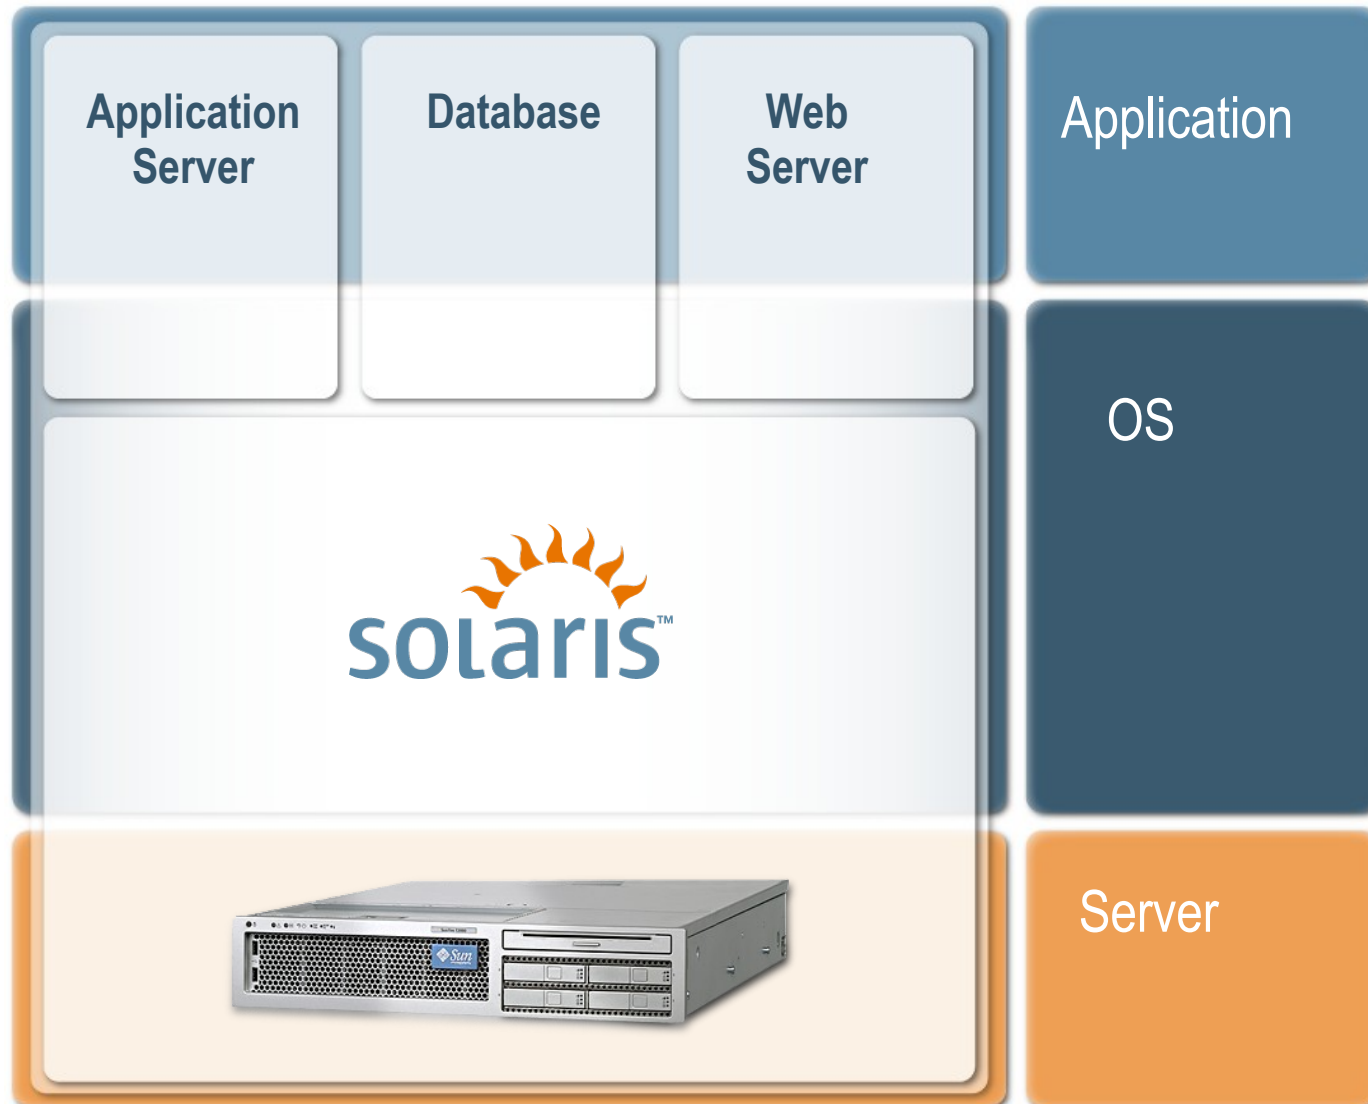 Application
Server
Database
Web
Server
Application
OS
solaris™
Server
Sun